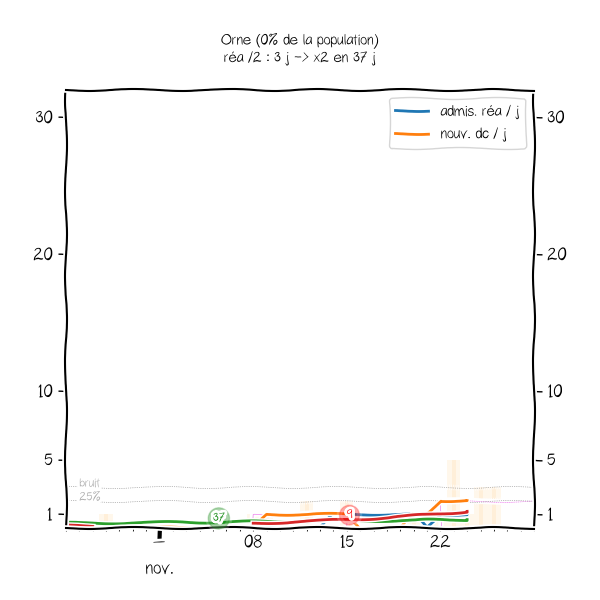 Orne (0% de la population)
réa /2 : 3 j -> x2 en 37 j
admis. réa / j
nouv. dc / j
30
30
20
20
10
10
5
5
bruit
25%
1
1
37
9
08
15
22
nov.